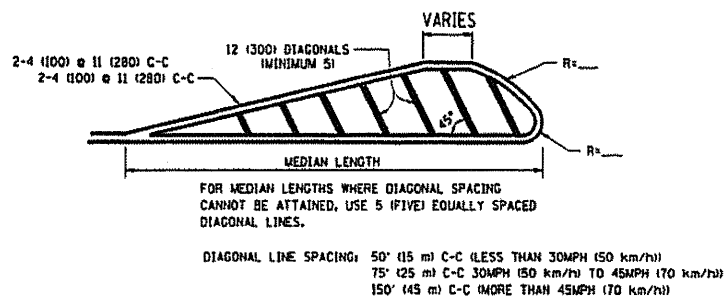 VARIES
12 (300) DIAGONALS
(MINIMUM 5)
2-4 (100) @ 11 (280) C-C
2-4 (100) @ 11 (280) C-C
R=___
45°
R=___
MEDIAN LENGTH
FOR MEDIAN LENGTHS WHERE DIAGONAL SPACING
CANNOT BE ATTAINED, USE 5 (FIVE) EQUALLY SPACED
DIAGONAL LINES.
DIAGONAL LINE SPACING: 50' (15 m) C-C (LESS THAN 30MPH (50 km/h))
75' (25 m) C-C 30MPH (50 km/h) TO 45MPH (70 km/h))
150' (45 m) C-C (MORE THAN 45MPH (70 km/h))